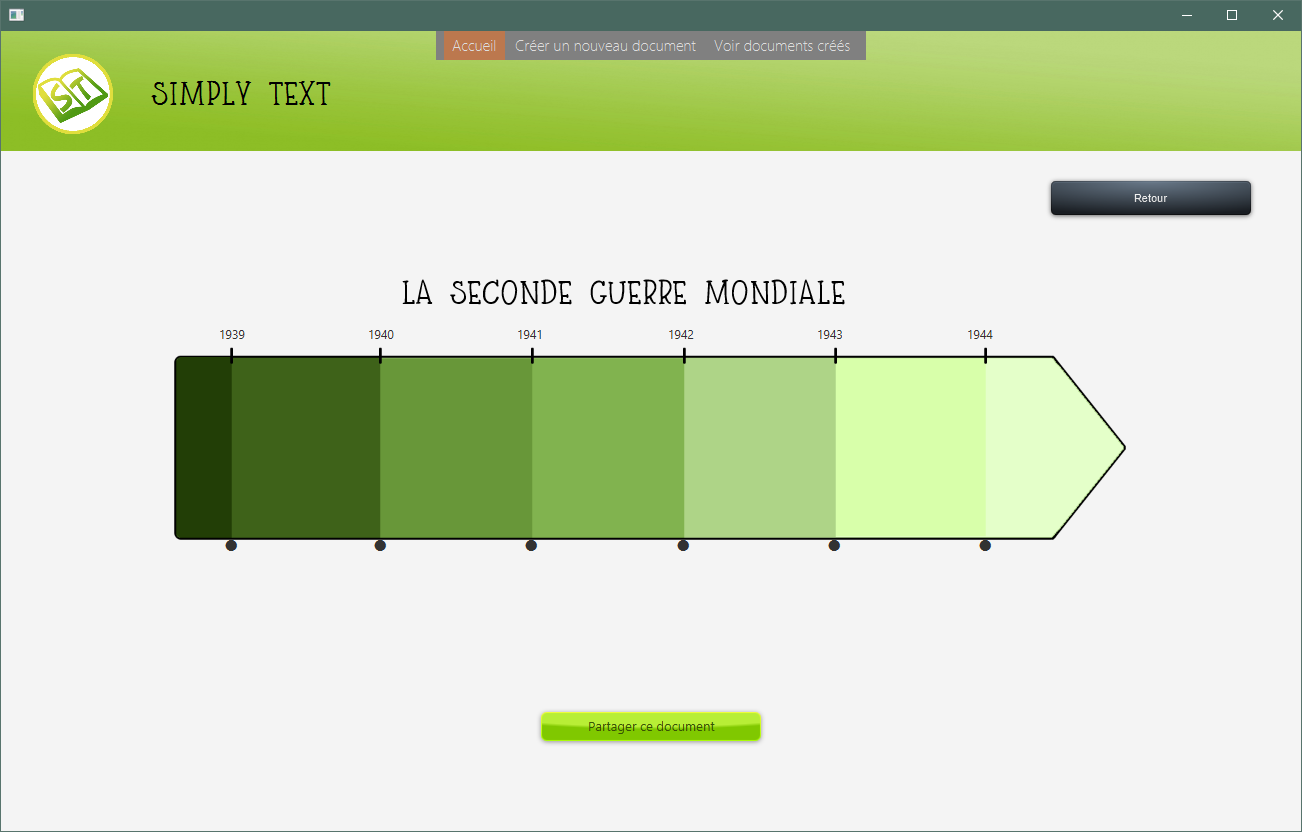 Accueil Créer un nouveau document Voir documents créés
ST
SIMPLY TEXT
Retour
LA SECONDE GUERRE MONDIALE
1939 1940 1941 1942 1943 1944
Partager ce document